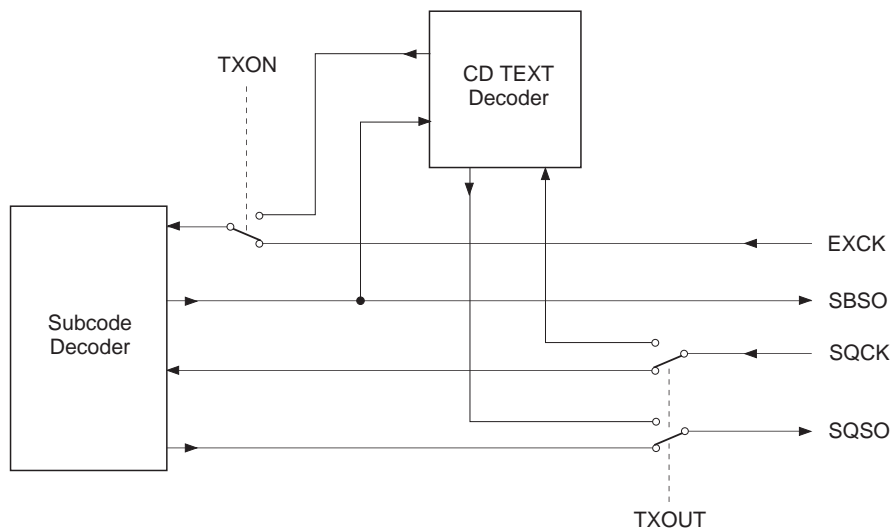 TXON
CD TEXT
Decoder
EXCK
SBSO
Subcode
Decoder
SQCK
SQSO
TXOUT